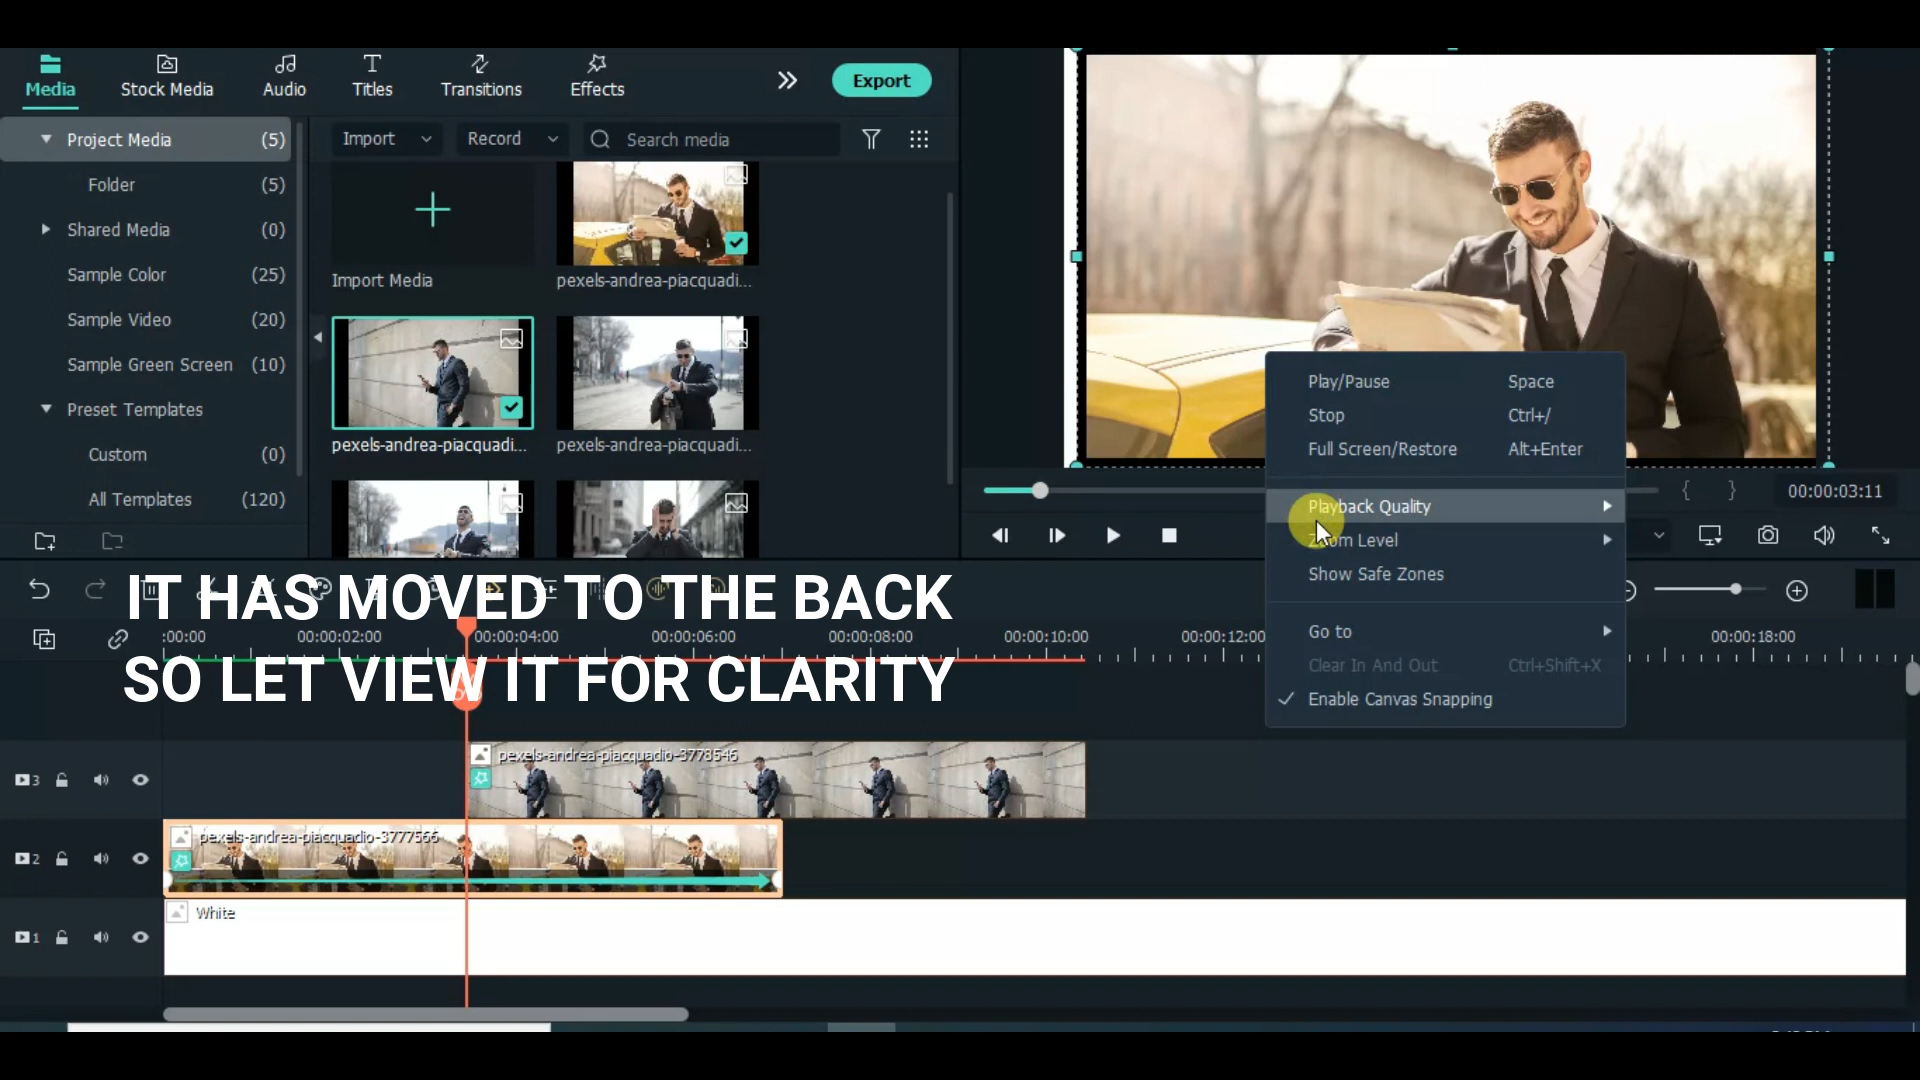 Media
Stock Media
Audio
Titles
Transitions
Effects
Export
Project Media (5)
Folder (5)
Shared Media (0)
Sample Color (25)
Sample Video (20)
Sample Green Screen (10)
Preset Templates
Custom (0)
All Templates (120)
Import
Record
Search media
Import Media
pexels-andrea-piacquadi...
pexels-andrea-piacquadi...
pexels-andrea-piacquadi...
Play/Pause Space
Stop Ctrl+/
Full Screen/Restore Alt+Enter
Playback Quality
Zoom Level
Show Safe Zones
Go to
Clear In And Out Ctrl+Shift+X
Enable Canvas Snapping
{ } 00:00:03:11
IT HAS MOVED TO THE BACK
SO LET VIEW IT FOR CLARITY
:00:00 00:00:02:00 00:00:04:00 00:00:06:00 00:00:08:00 00:00:10:00 00:00:12:00 00:00:18:00
3
pexels-andrea-piacquadio-3778546
2
pexels-andrea-piacquadio-3777566
1
White